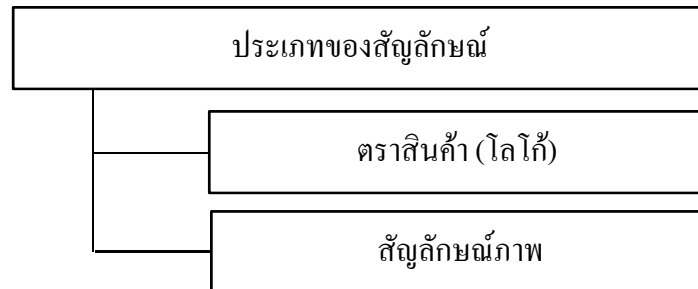 ประเภทของสัญลักษณ์
ตราสินค้า (โลโก้)
สัญลักษณ์ภาพ